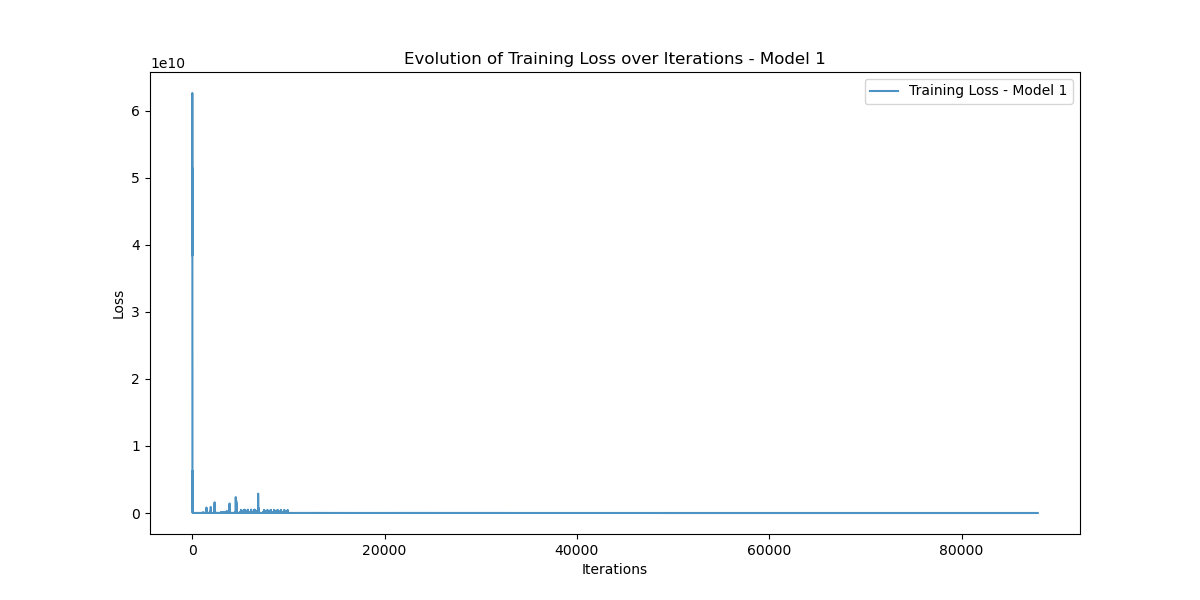 Evolution of Training Loss over Iterations - Model 1
1e10
Training Loss - Model 1
6
5
4
3
2
1
0
Loss
0 20000 40000 60000 80000
Iterations